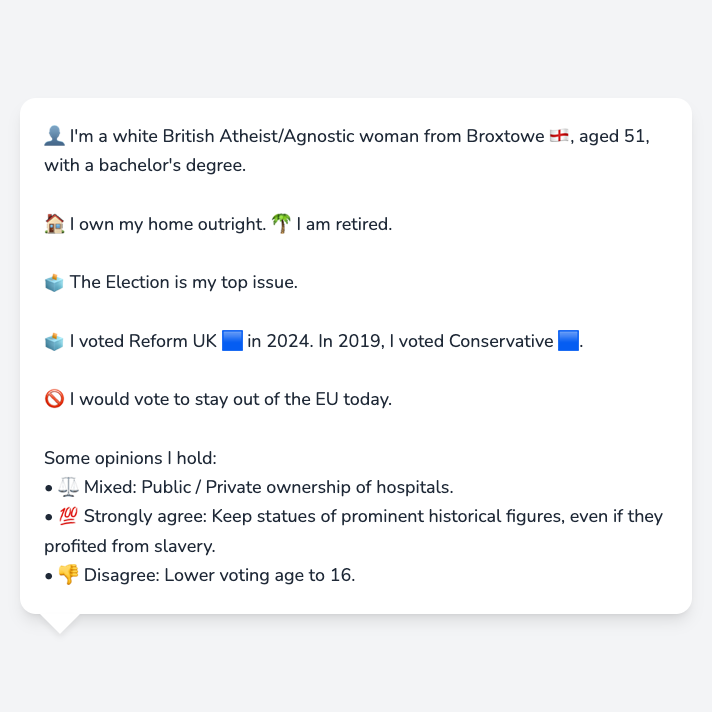 👤 I'm a white British Atheist/Agnostic woman from Broxtowe 🏴󠁧󠁢󠁥󠁮󠁧󠁿, aged 51,
with a bachelor's degree.
🏠 I own my home outright. 🌴 I am retired.
🗳️ The Election is my top issue.
🗳️ I voted Reform UK 🟦 in 2024. In 2019, I voted Conservative 🟦.
🚫 I would vote to stay out of the EU today.
Some opinions I hold:
• ⚖️ Mixed: Public / Private ownership of hospitals.
• 💯 Strongly agree: Keep statues of prominent historical figures, even if they
profited from slavery.
• 👎 Disagree: Lower voting age to 16.